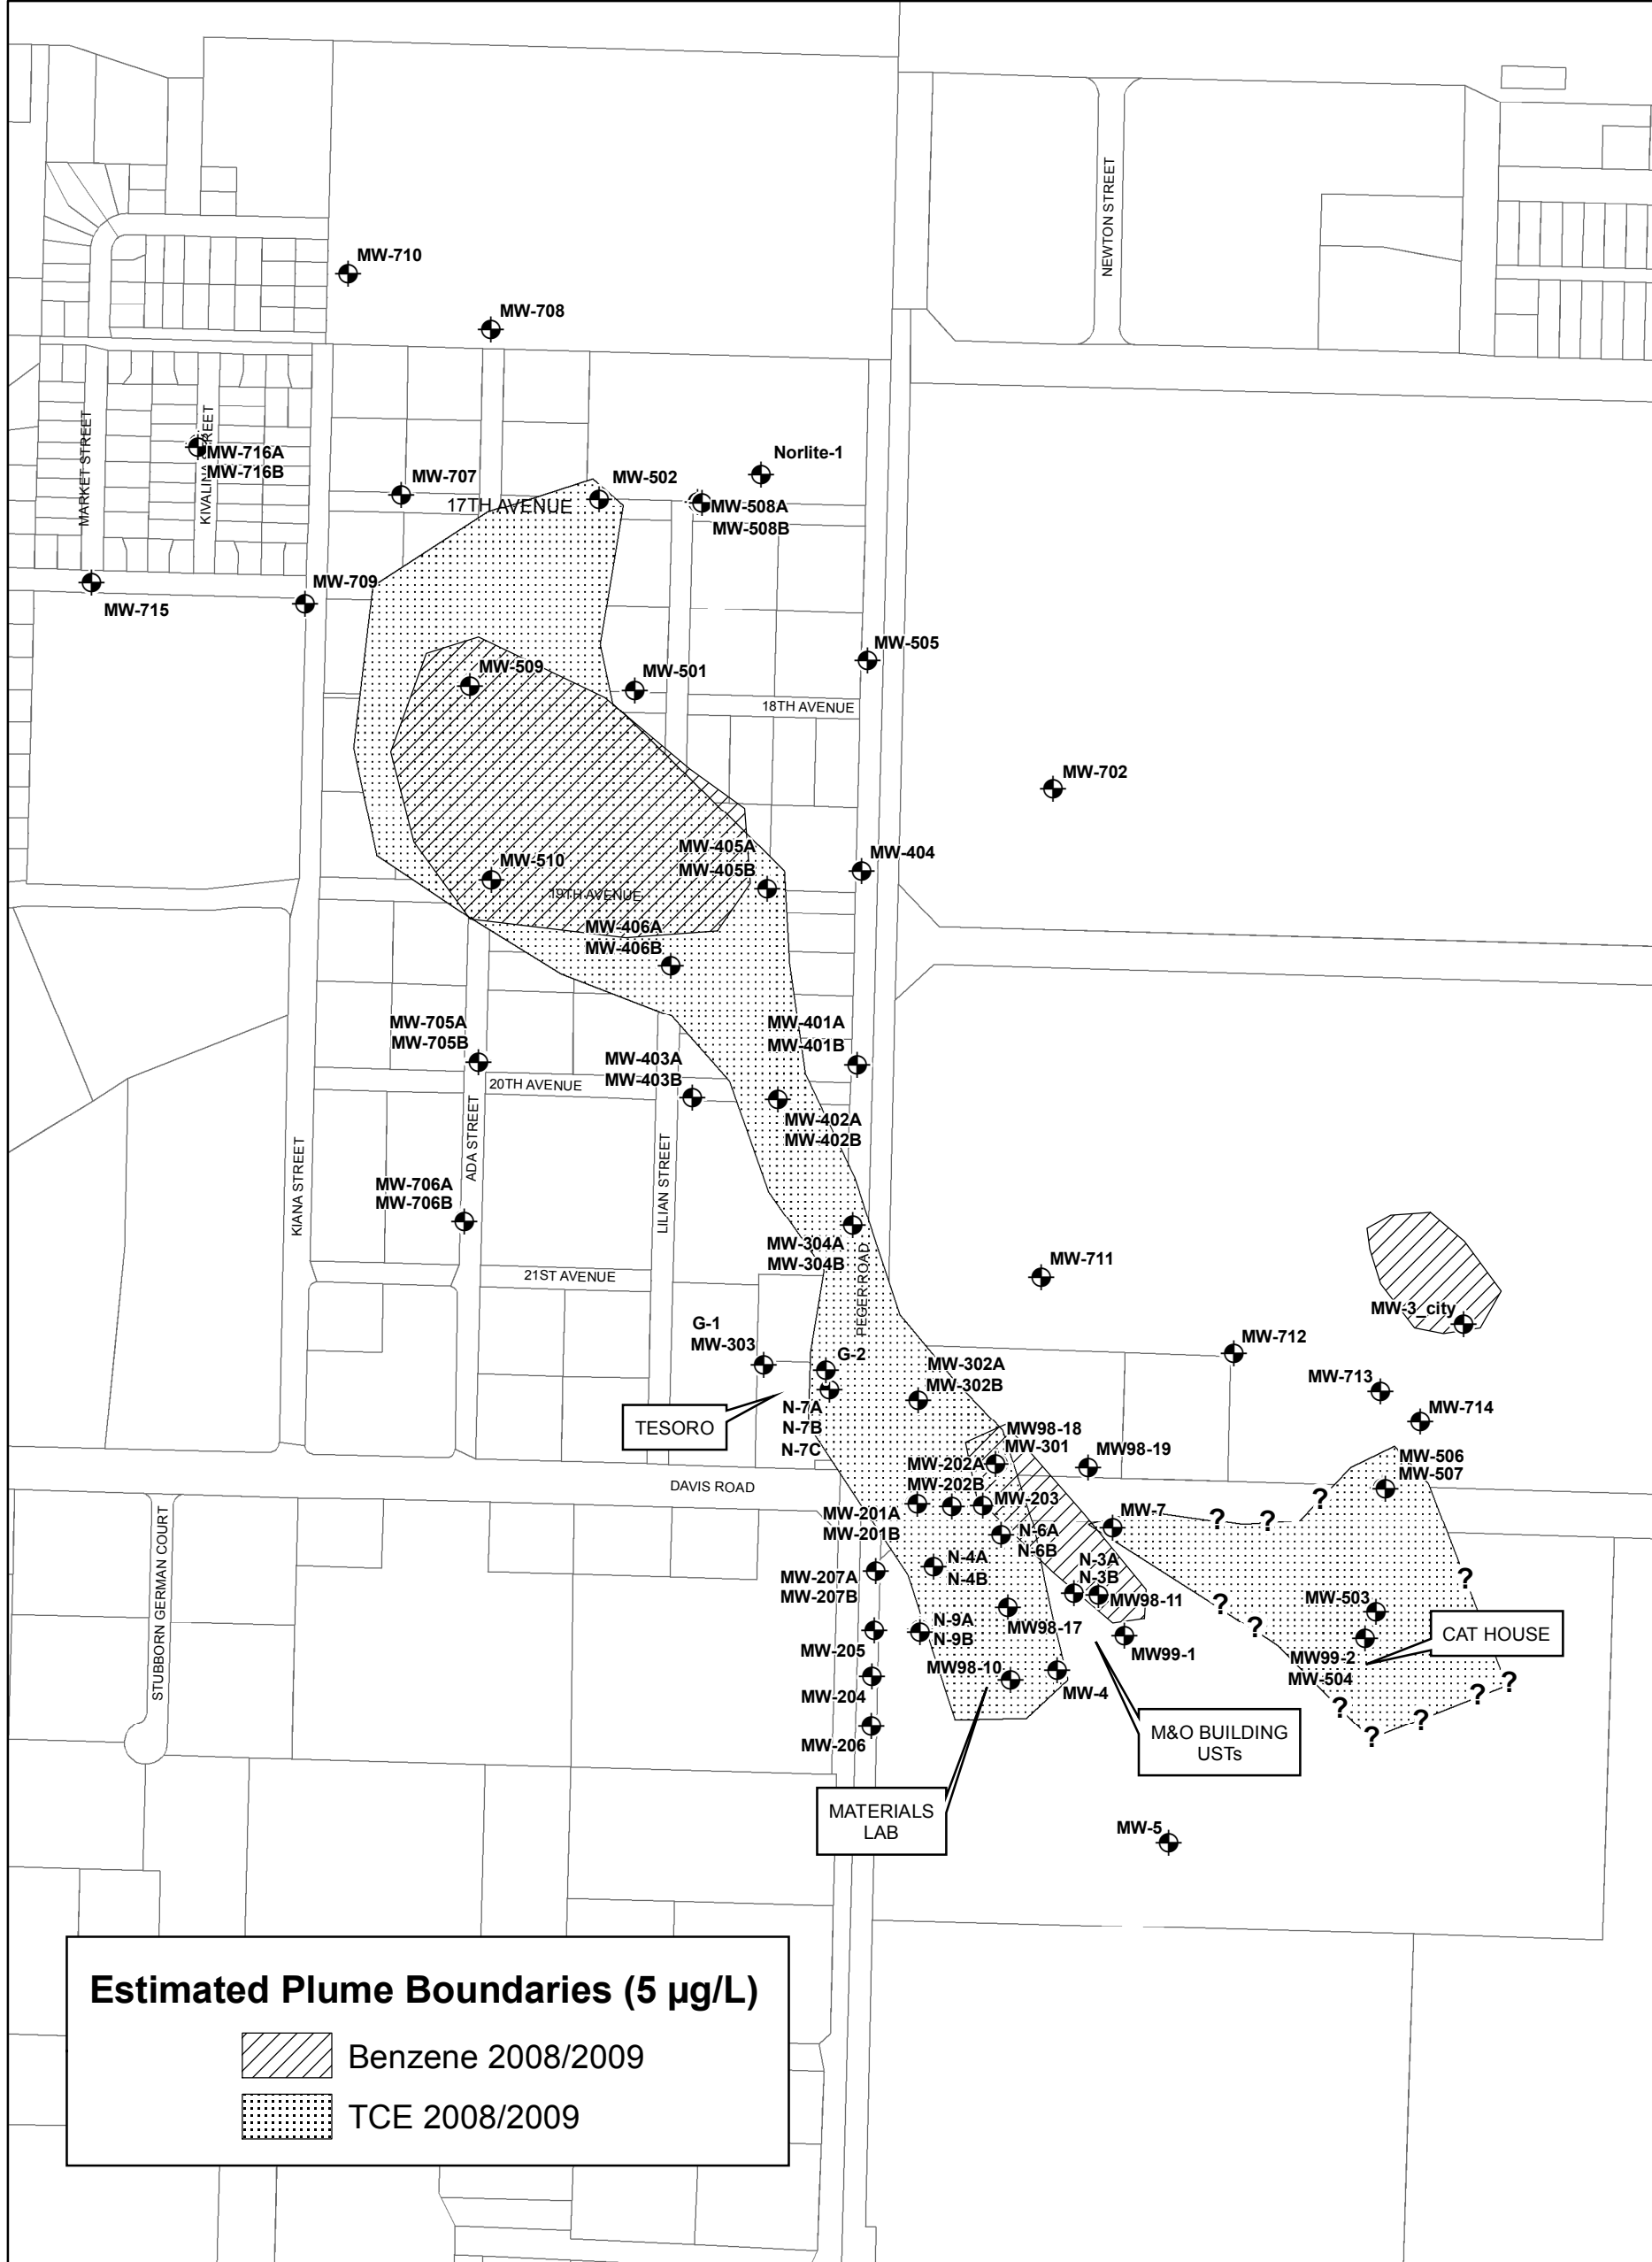 NEWTON STREET
MW-710
MW-708
MARKET STREET
MW-716A
MW-716B
MW-707
17TH AVENUE
MW-502
Norlite-1
MW-508A
MW-508B
MW-715
MW-709
MW-509
MW-501
MW-505
18TH AVENUE
MW-702
MW-510
19TH AVENUE
MW-405A
MW-405B
MW-404
MW-406A
MW-406B
MW-705A
MW-705B
MW-403A
MW-403B
MW-401A
MW-401B
20TH AVENUE
MW-402A
MW-402B
KIANA STREET
ADA STREET
LILIAN STREET
MW-706A
MW-706B
MW-304A
MW-304B
PEGER ROAD
21ST AVENUE
MW-711
MW-3_city
G-1
MW-303
G-2
MW-302A
MW-302B
MW-712
MW-713
MW-714
TESORO
N-7A
N-7B
N-7C
MW98-18
MW-301
MW98-19
MW-506
MW-507
DAVIS ROAD
MW-202A
MW-202B
MW-203
MW-7
? ? ?
MW-201A
MW-201B
N-6A
N-6B
STUBBORN GERMAN COURT
MW-207A
MW-207B
N-4A
N-4B
N-3A
N-3B
MW98-11
? ? ?
MW-503
N-9A
N-9B
MW98-17
MW99-1
CAT HOUSE
MW-205
MW99-2
MW-504
MW-204
MW98-10
MW-4
? ? ? ? ?
MW-206
M&O BUILDING
USTs
MATERIALS
LAB
MW-5
Estimated Plume Boundaries (5 µg/L)
Benzene 2008/2009
TCE 2008/2009